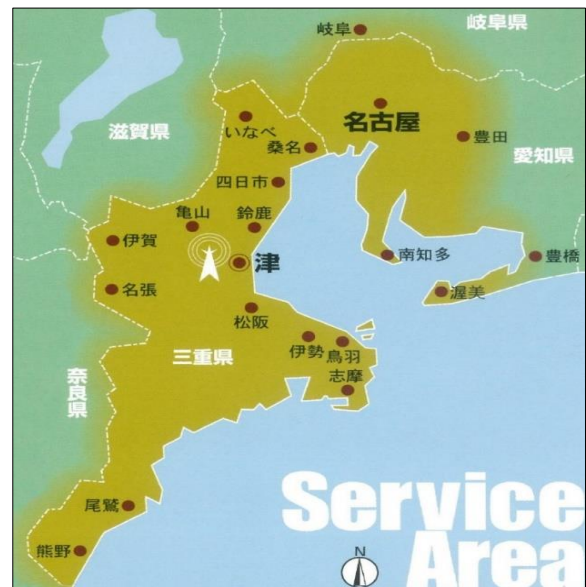 岐阜
岐阜県
滋賀県
いなべ
桑名
名古屋
豊田
愛知県
四日市
亀山
鈴鹿
伊賀
津
南知多
豊橋
名張
渥美
松阪
伊勢
鳥羽
三重県
志摩
奈良県
尾鷲
熊野
Service
Area
N